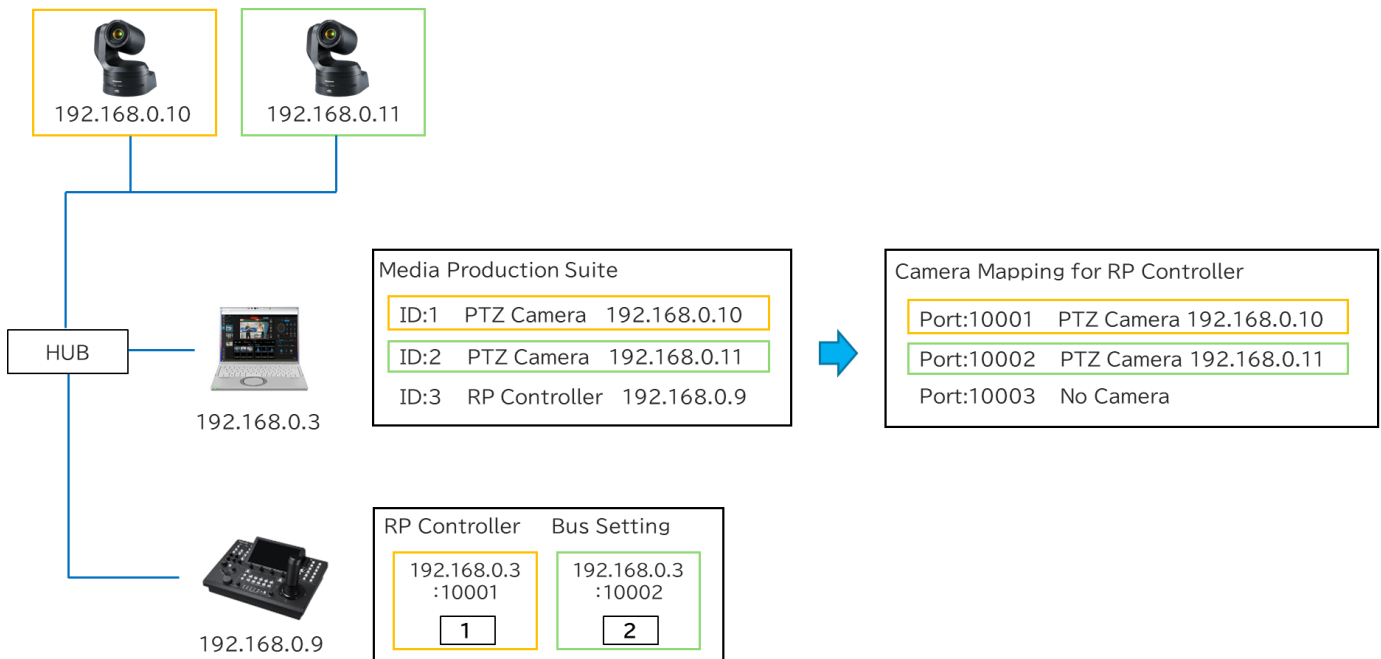 192.168.0.10
192.168.0.11
HUB
192.168.0.3
Media Production Suite
ID:1 PTZ Camera 192.168.0.10
ID:2 PTZ Camera 192.168.0.11
ID:3 RP Controller 192.168.0.9
Camera Mapping for RP Controller
Port:10001 PTZ Camera 192.168.0.10
Port:10002 PTZ Camera 192.168.0.11
Port:10003 No Camera
192.168.0.9
RP Controller Bus Setting
192.168.0.3
:10001
1
192.168.0.3
:10002
2